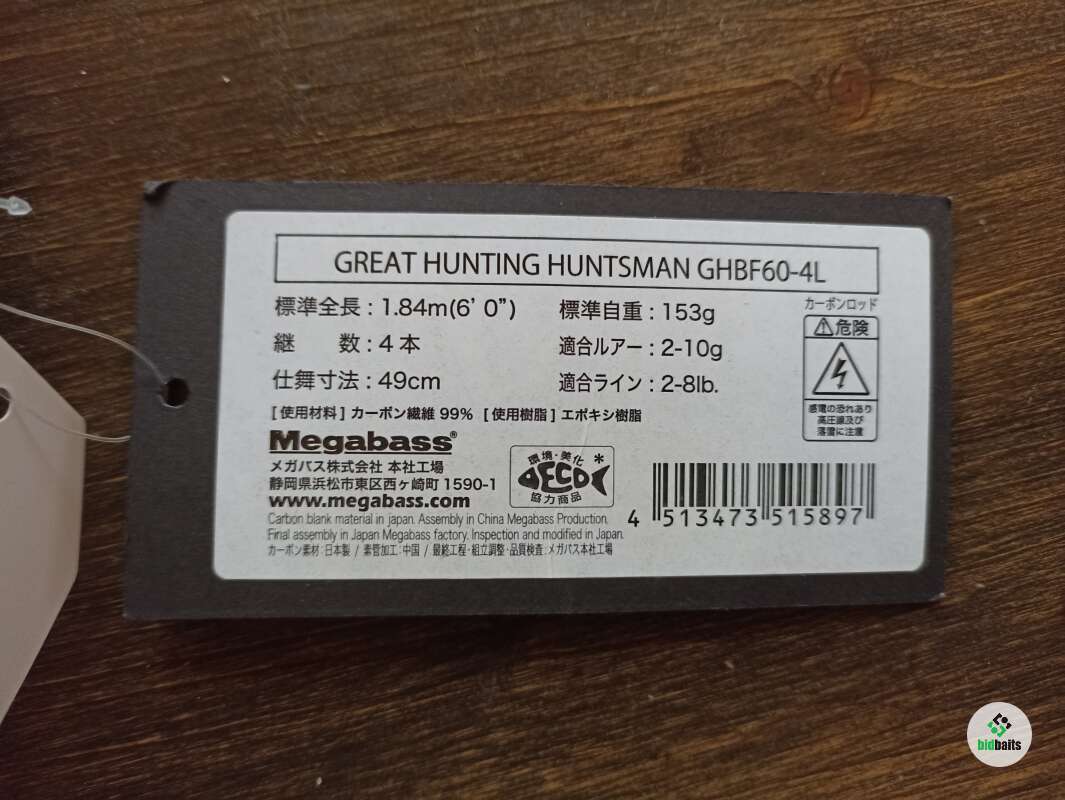 GREAT HUNTING HUNTSMAN GHBF60-4L
標準全長 : 1.84m(6' 0")
標準自重 : 153g
継 数 : 4 本
適合ルアー : 2-10g
仕舞寸法 : 49cm
適合ライン : 2-8lb.
カーボンロッド
⚠危険
感電の恐れあり
高圧線及び
落雷に注意
[使用材料] カーボン繊維 99% [使用樹脂] エポキシ樹脂
Megabass®
メガバス株式会社 本社工場
静岡県浜松市東区西ヶ崎町 1590-1
www.megabass.com
環境・美化
DECO
協力商品
Carbon blank material in japan. Assembly in China Megabass Production.
Final assembly in Japan Megabass factory. Inspection and modified in Japan.
カーボン素材 : 日本製 / 素管加工 : 中国 / 最終工程・組立調整・品質検査 : メガバス本社工場
4 513473 515897
bidbaits